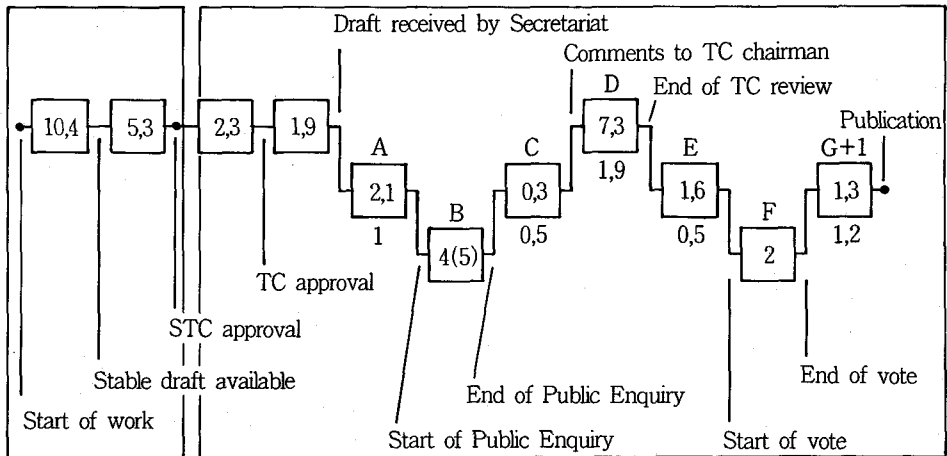 Draft received by Secretariat
Comments to TC chairman
D
End of TC review
Publication
10,4
5,3
2,3
1,9
7,3
A
C
1,9
E
G+1
2,1
0,3
1,6
1,3
1
B
0,5
0,5
F
1,2
4(5)
2
TC approval
STC approval
Stable draft available
End of vote
Start of work
End of Public Enquiry
Start of Public Enquiry
Start of vote